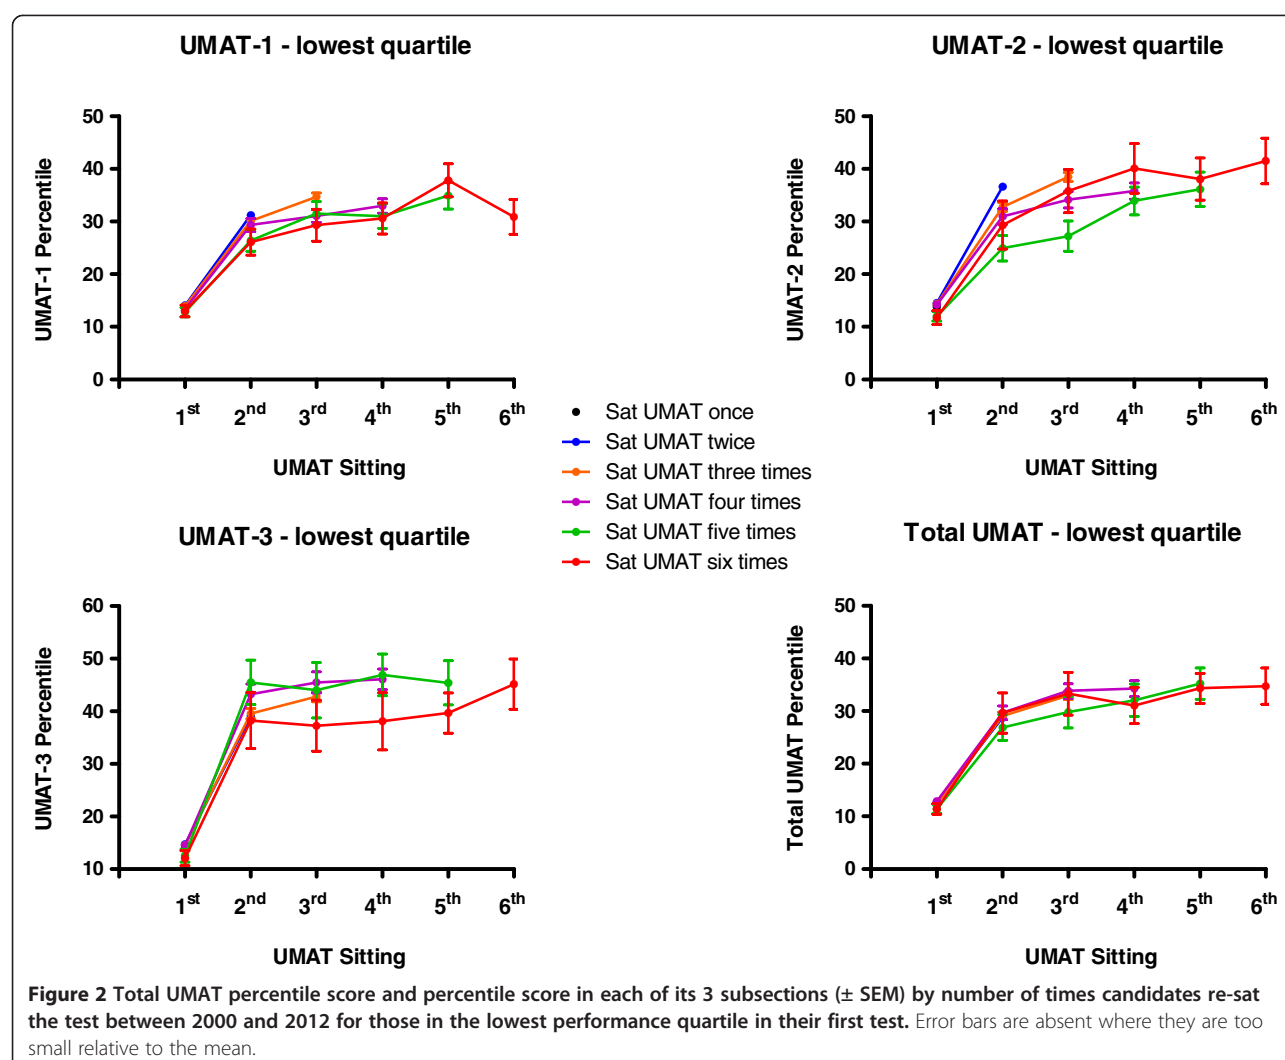 UMAT-1 - lowest quartile
UMAT-1 Percentile
50
40
30
20
10
0
1st 2nd 3rd 4th 5th 6th
UMAT Sitting
UMAT-2 - lowest quartile
UMAT-2 Percentile
50
40
30
20
10
0
1st 2nd 3rd 4th 5th 6th
UMAT Sitting
Sat UMAT once
Sat UMAT twice
Sat UMAT three times
Sat UMAT four times
Sat UMAT five times
Sat UMAT six times
UMAT-3 - lowest quartile
UMAT-3 Percentile
60
50
40
30
20
10
1st 2nd 3rd 4th 5th 6th
UMAT Sitting
Total UMAT - lowest quartile
Total UMAT Percentile
50
40
30
20
10
0
1st 2nd 3rd 4th 5th 6th
UMAT Sitting
Figure 2 Total UMAT percentile score and percentile score in each of its 3 subsections (± SEM) by number of times candidates re-sat
the test between 2000 and 2012 for those in the lowest performance quartile in their first test. Error bars are absent where they are too
small relative to the mean.